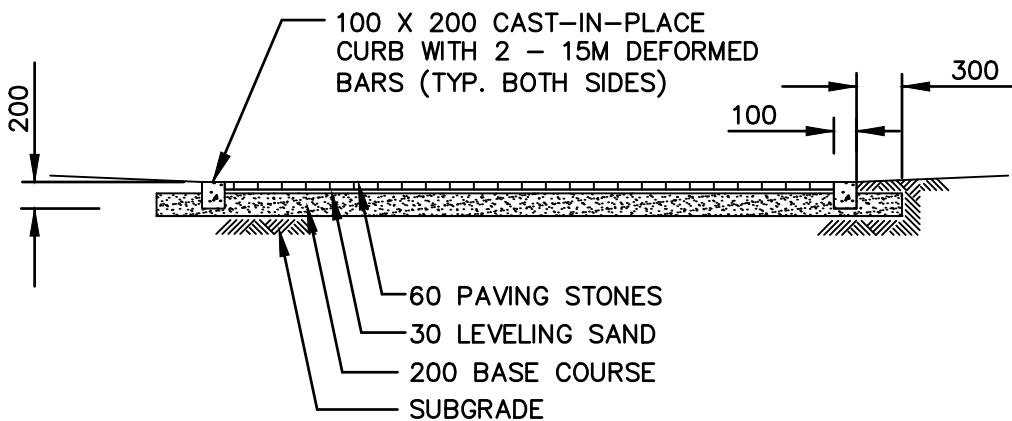 100 X 200 CAST-IN-PLACE
CURB WITH 2 - 15M DEFORMED
BARS (TYP. BOTH SIDES)
300
200
100
60 PAVING STONES
30 LEVELING SAND
200 BASE COURSE
SUBGRADE